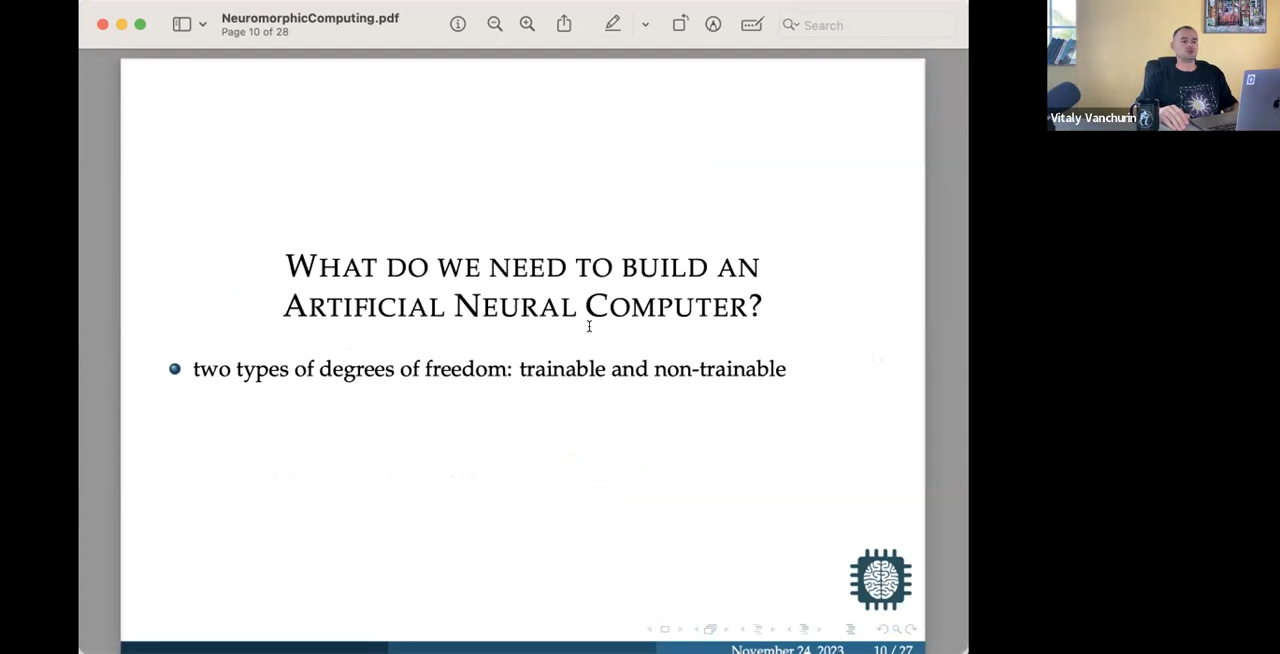 NeuromorphicComputing.pdf
Page 10 of 28
Search
Vitaly Vanchurin
WHAT DO WE NEED TO BUILD AN
ARTIFICIAL NEURAL COMPUTER?
two types of degrees of freedom: trainable and non-trainable
November 24, 2023 10 / 27